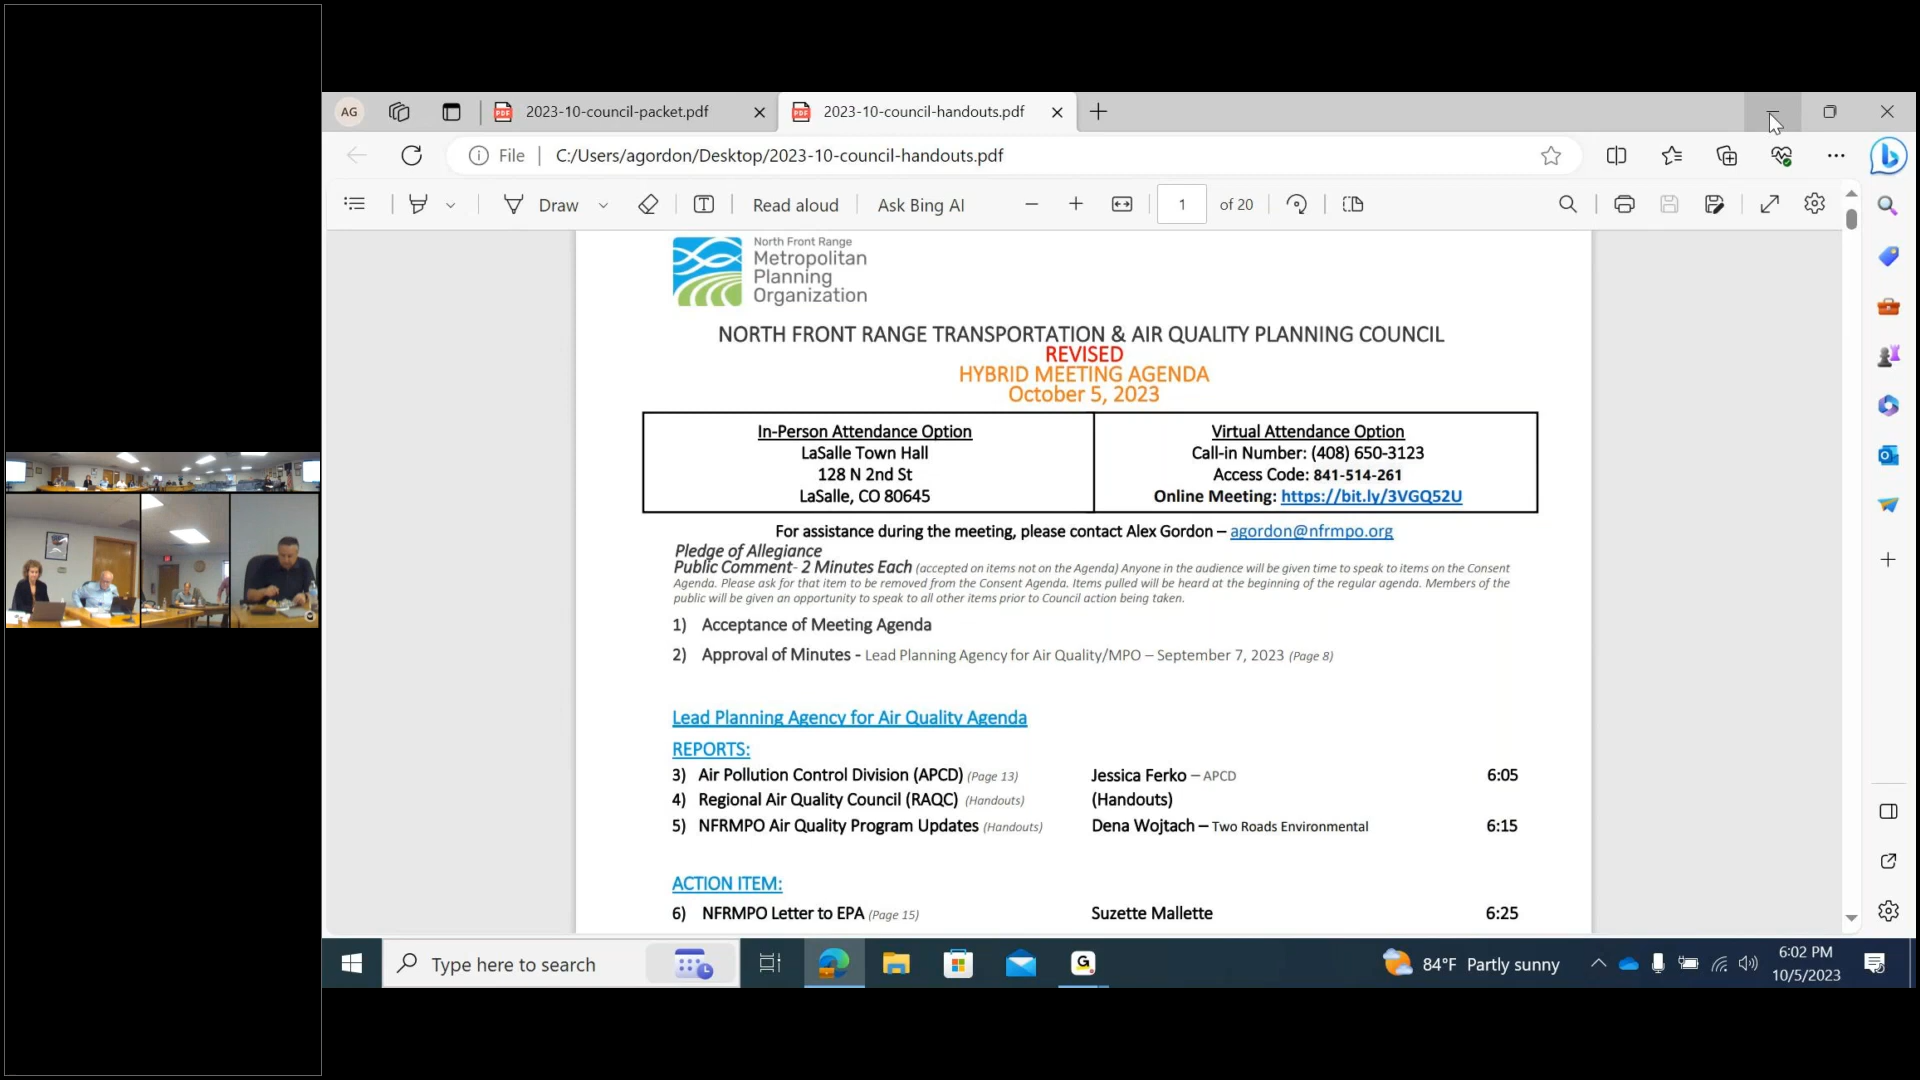 AG
2023-10-council-packet.pdf
2023-10-council-handouts.pdf
File
C:/Users/agordon/Desktop/2023-10-council-handouts.pdf
Draw
Read aloud
Ask Bing AI
1
of 20
North Front Range
Metropolitan
Planning
Organization
NORTH FRONT RANGE TRANSPORTATION & AIR QUALITY PLANNING COUNCIL
REVISED
HYBRID MEETING AGENDA
October 5, 2023
In-Person Attendance Option
LaSalle Town Hall
128 N 2nd St
LaSalle, CO 80645
Virtual Attendance Option
Call-in Number: (408) 650-3123
Access Code: 841-514-261
Online Meeting: https://bit.ly/3VGQ52U
For assistance during the meeting, please contact Alex Gordon – agordon@nfrmpo.org
Pledge of Allegiance
Public Comment- 2 Minutes Each (accepted on items not on the Agenda) Anyone in the audience will be given time to speak to items on the Consent
Agenda. Please ask for that item to be removed from the Consent Agenda. Items pulled will be heard at the beginning of the regular agenda. Members of the
public will be given an opportunity to speak to all other items prior to Council action being taken.
1) Acceptance of Meeting Agenda
2) Approval of Minutes - Lead Planning Agency for Air Quality/MPO – September 7, 2023 (Page 8)
Lead Planning Agency for Air Quality Agenda
REPORTS:
3) Air Pollution Control Division (APCD) (Page 13) Jessica Ferko – APCD 6:05
4) Regional Air Quality Council (RAQC) (Handouts) (Handouts)
5) NFRMPO Air Quality Program Updates (Handouts) Dena Wojtach – Two Roads Environmental 6:15
ACTION ITEM:
6) NFRMPO Letter to EPA (Page 15) Suzette Mallette 6:25
Type here to search
84°F Partly sunny
6:02 PM
10/5/2023